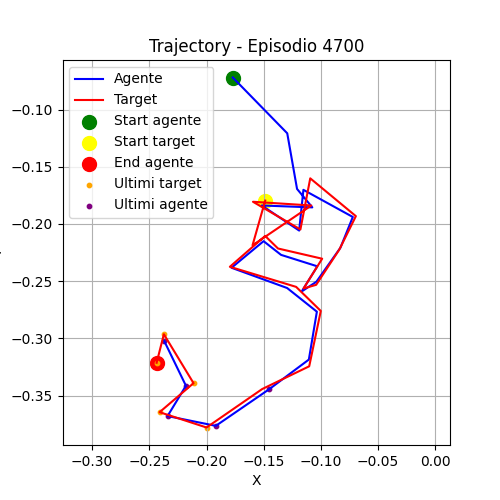 Trajectory - Episodio 4700
Agente
Target
Start agente
Start target
End agente
Ultimi target
Ultimi agente
−0.10
−0.15
−0.20
−0.25
−0.30
−0.35
−0.30 −0.25 −0.20 −0.15 −0.10 −0.05 0.00
X